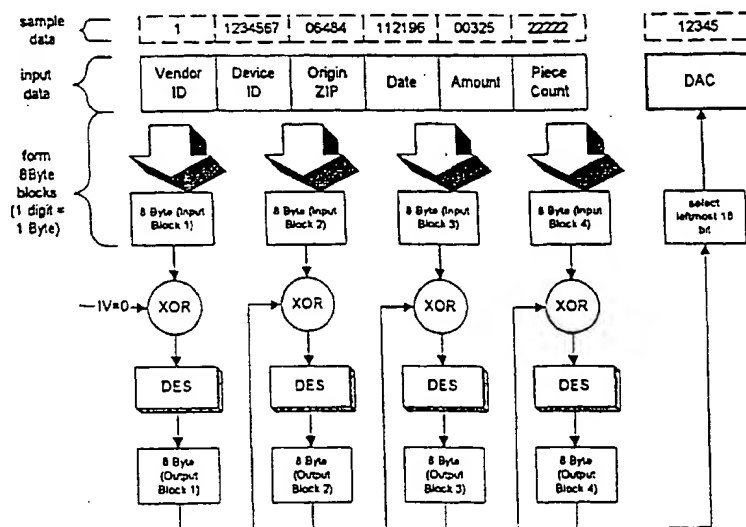 sample
data
1 1234567 06484 112196 00325 22222 12345
input
data
Vendor
ID
Device
ID
Origin
ZIP
Date
Amount
Piece
Count
DAC
form
8Byte
blocks
(1 digit =
1 Byte)
8 Byte (Input
Block 1)
8 Byte (Input
Block 2)
8 Byte (Input
Block 3)
8 Byte (Input
Block 4)
select
leftmost 16
bit
IV=0
XOR
XOR
XOR
XOR
DES
DES
DES
DES
8 Byte
(Output
Block 1)
8 Byte
(Output
Block 2)
8 Byte
(Output
Block 3)
8 Byte
(Output
Block 4)